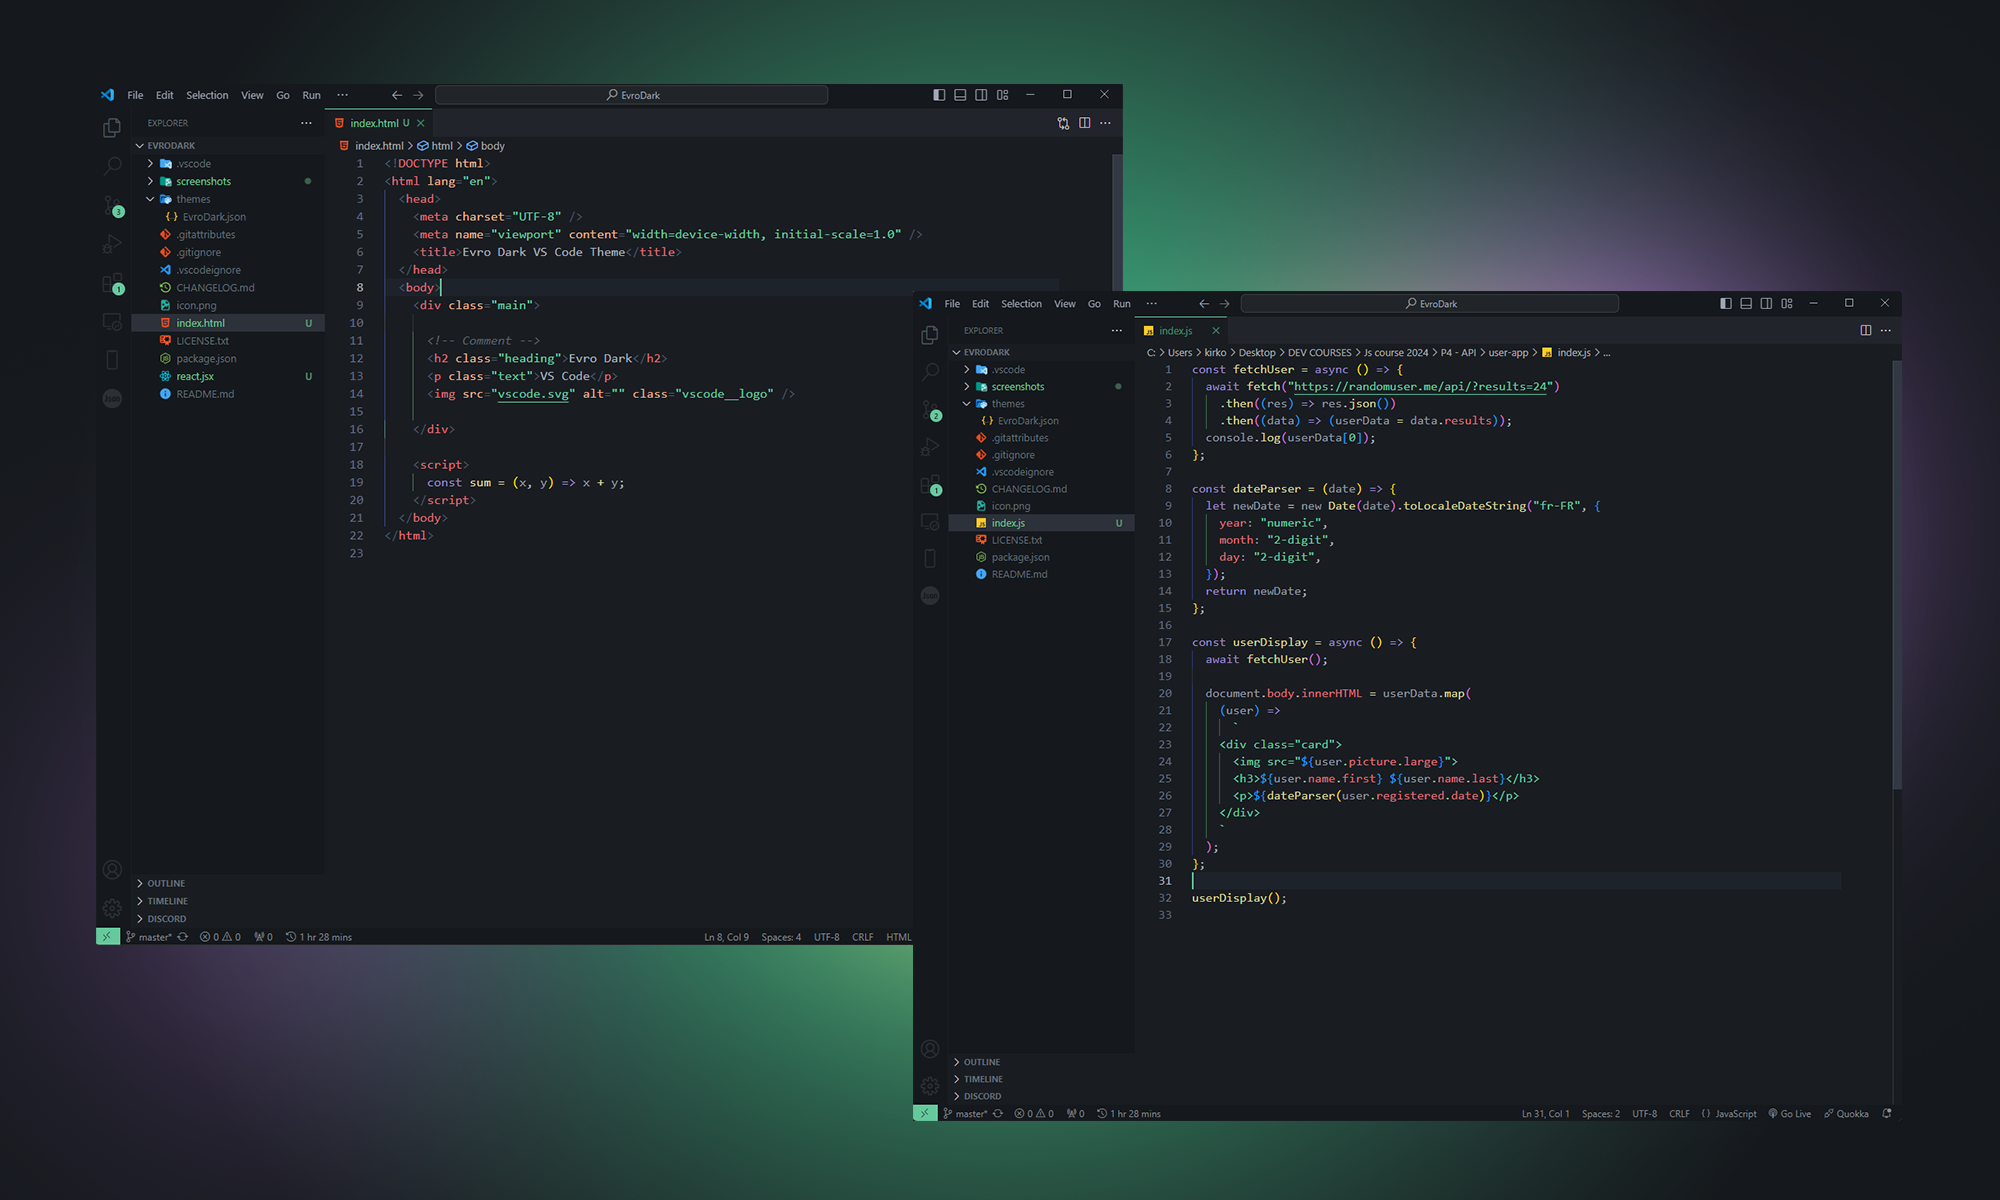 File Edit Selection View Go Run ··· EvroDark
EXPLORER ···
index.html U
EVRODARK
index.html > html > body
.vscode
screenshots
themes
{} EvroDark.json
.gitattributes
.gitignore
.vscodeignore
CHANGELOG.md
icon.png
index.html U
LICENSE.txt
package.json
react.jsx U
README.md
3
1
Json
1 <!DOCTYPE html>
2 <html lang="en">
3 <head>
4 <meta charset="UTF-8" />
5 <meta name="viewport" content="width=device-width, initial-scale=1.0" />
6 <title>Evro Dark VS Code Theme</title>
7 </head>
8 <body>
9 <div class="main">
10
11 <!-- Comment -->
12 <h2 class="heading">Evro Dark</h2>
13 <p class="text">VS Code</p>
14 <img src="vscode.svg" alt="" class="vscode__logo" />
15
16 </div>
17
18 <script>
19 const sum = (x, y) => x + y;
20 </script>
21 </body>
22 </html>
23
OUTLINE
TIMELINE
DISCORD
master* 0 0 0 1 hr 28 mins Ln 8, Col 9 Spaces: 4 UTF-8 CRLF HTML
File Edit Selection View Go Run ··· EvroDark
EXPLORER ···
JS index.js
EVRODARK
C: > Users > kirko > Desktop > DEV COURSES > Js course 2024 > P4 - API > user-app > JS index.js > ...
.vscode
screenshots
themes
{} EvroDark.json
.gitattributes
.gitignore
.vscodeignore
CHANGELOG.md
icon.png
JS index.js U
LICENSE.txt
package.json
README.md
2
1
Json
1 const fetchUser = async () => {
2 await fetch("https://randomuser.me/api/?results=24")
3 .then((res) => res.json())
4 .then((data) => (userData = data.results));
5 console.log(userData[0]);
6 };
7
8 const dateParser = (date) => {
9 let newDate = new Date(date).toLocaleDateString("fr-FR", {
10 year: "numeric",
11 month: "2-digit",
12 day: "2-digit",
13 });
14 return newDate;
15 };
16
17 const userDisplay = async () => {
18 await fetchUser();
19
20 document.body.innerHTML = userData.map(
21 (user) =>
22 `
23 <div class="card">
24 <img src="${user.picture.large}">
25 <h3>${user.name.first} ${user.name.last}</h3>
26 <p>${dateParser(user.registered.date)}</p>
27 </div>
28 `
29 );
30 };
31
32 userDisplay();
33
OUTLINE
TIMELINE
DISCORD
master* 0 0 0 1 hr 28 mins Ln 31, Col 1 Spaces: 2 UTF-8 CRLF {} JavaScript Go Live Quokka